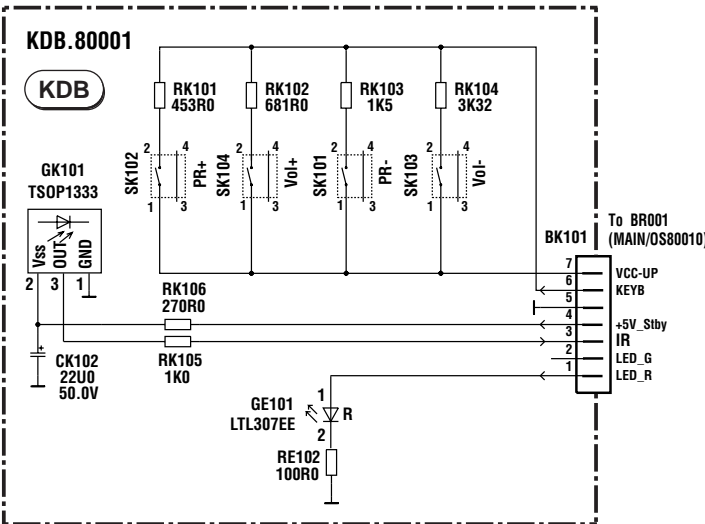 KDB.80001
KDB
RK101
453R0
RK102
681R0
RK103
1K5
RK104
3K32
2 4
SK102
PR+
1 3
2 4
SK104
Vol+
1 3
2 4
SK101
PR-
1 3
2 4
SK103
Vol-
1 3
GK101
TSOP1333
Vss
OUT
GND
2 3 1
To BR001
(MAIN/OS80010)
BK101
7 VCC-UP
6 KEYB
5
4 +5V_Stby
3 IR
2 LED_G
1 LED_R
RK106
270R0
RK105
1K0
+
CK102
22U0
50.0V
GE101
LTL307EE
1
R
2
RE102
100R0